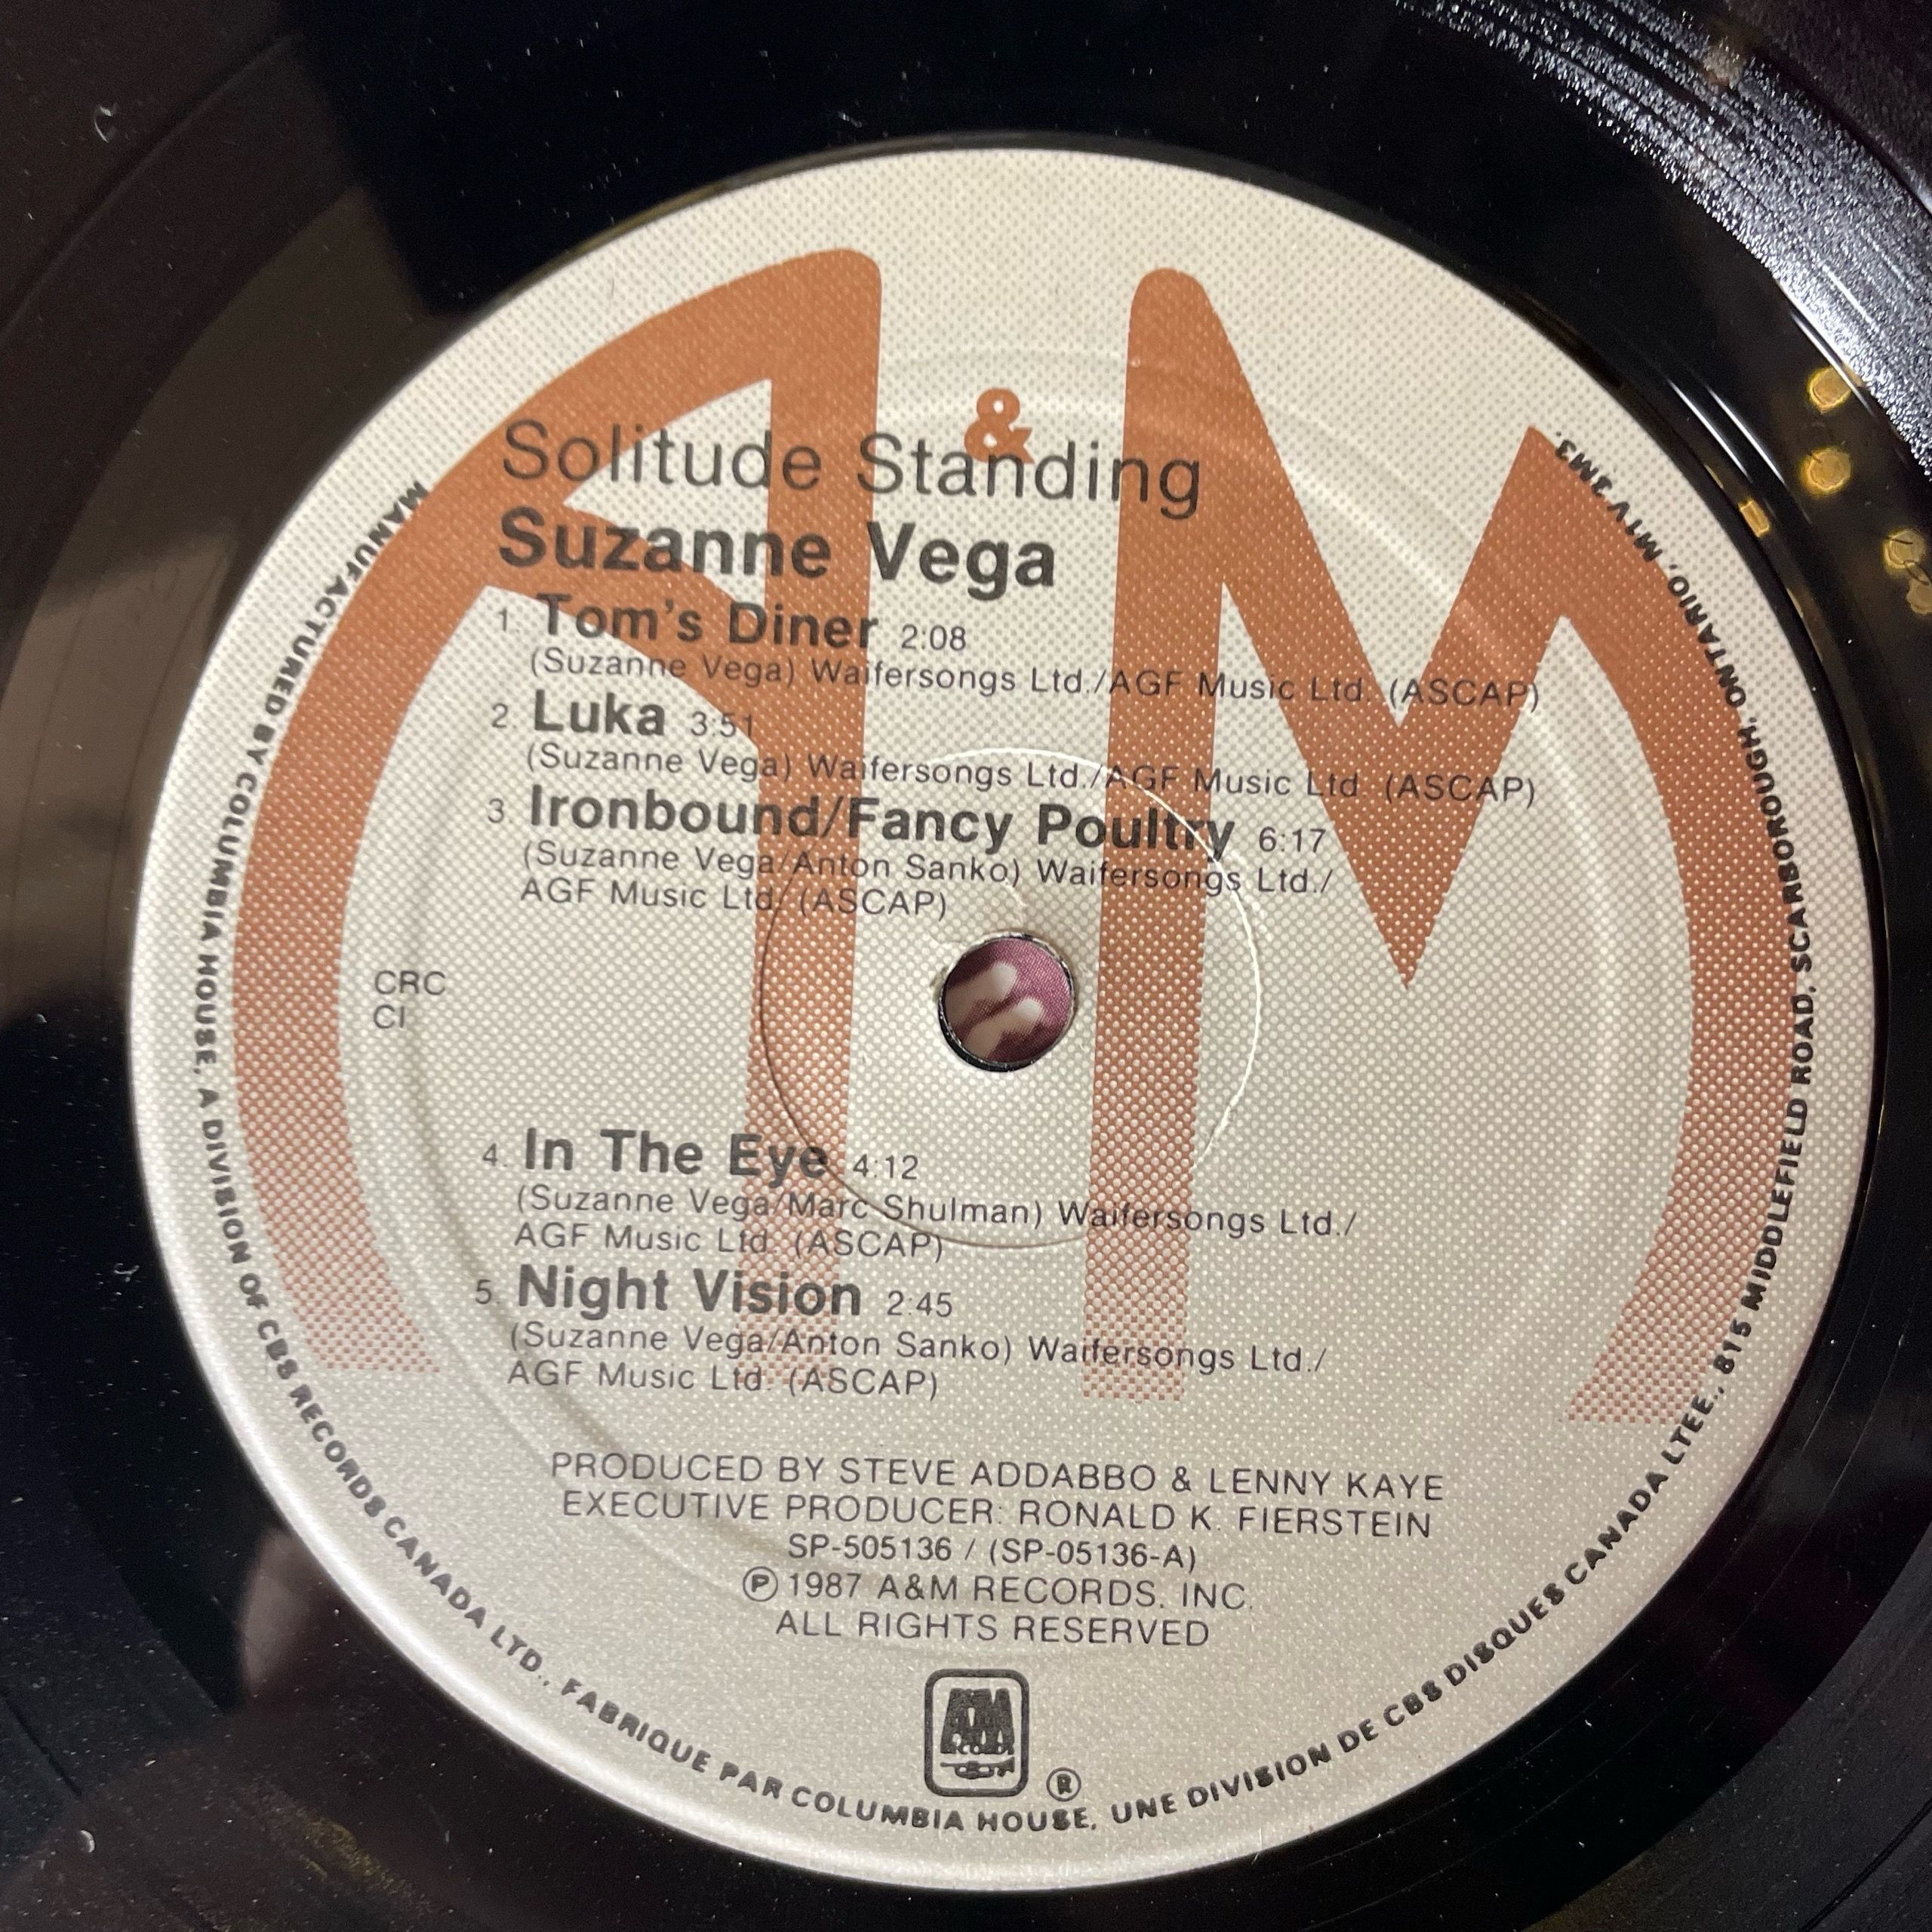 &
Solitude Standing
Suzanne Vega
1. Tom's Diner 2:08
(Suzanne Vega) Waifersongs Ltd./AGF Music Ltd. (ASCAP)
2 Luka 3:51
(Suzanne Vega) Waifersongs Ltd./AGF Music Ltd (ASCAP)
3 Ironbound/Fancy Poultry 6:17
(Suzanne Vega/Anton Sanko) Waifersongs Ltd./
AGF Music Ltd. (ASCAP)
CRC
CI
4. In The Eye 4:12
(Suzanne Vega/Marc Shulman) Waifersongs Ltd./
AGF Music Ltd. (ASCAP)
5. Night Vision 2:45
(Suzanne Vega/Anton Sanko) Waifersongs Ltd./
AGF Music Ltd. (ASCAP)
PRODUCED BY STEVE ADDABBO & LENNY KAYE
EXECUTIVE PRODUCER: RONALD K. FIERSTEIN
SP-505136 / (SP-05136-A)
Ⓟ 1987 A&M RECORDS, INC.
ALL RIGHTS RESERVED
A&M RECORDS ®
MANUFACTURED BY COLUMBIA HOUSE, A DIVISION OF CBS RECORDS CANADA LTD., FABRIQUE PAR COLUMBIA HOUSE, UNE DIVISION DE CBS DISQUES CANADA LTEE., 815 MIDDLEFIELD ROAD, SCARBOROUGH, ONTARIO, M1V 3M3.